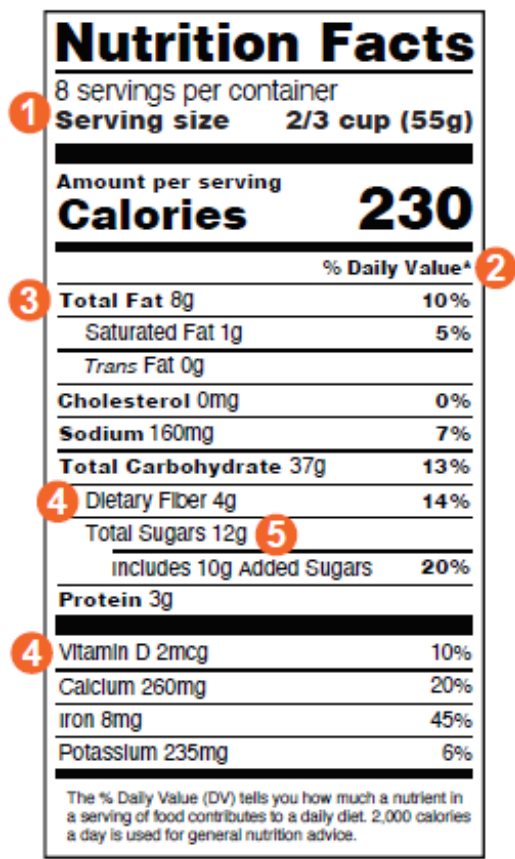 Nutrition Facts
8 servings per container
1 Serving size 2/3 cup (55g)
Amount per serving
Calories 230
% Daily Value* 2
3 Total Fat 8g 10%
Saturated Fat 1g 5%
Trans Fat 0g
Cholesterol 0mg 0%
Sodium 160mg 7%
Total Carbohydrate 37g 13%
4 Dietary Fiber 4g 14%
Total Sugars 12g 5
Includes 10g Added Sugars 20%
Protein 3g
4 Vitamin D 2mcg 10%
Calcium 260mg 20%
Iron 8mg 45%
Potassium 235mg 6%
The % Daily Value (DV) tells you how much a nutrient in
a serving of food contributes to a daily diet. 2,000 calories
a day is used for general nutrition advice.